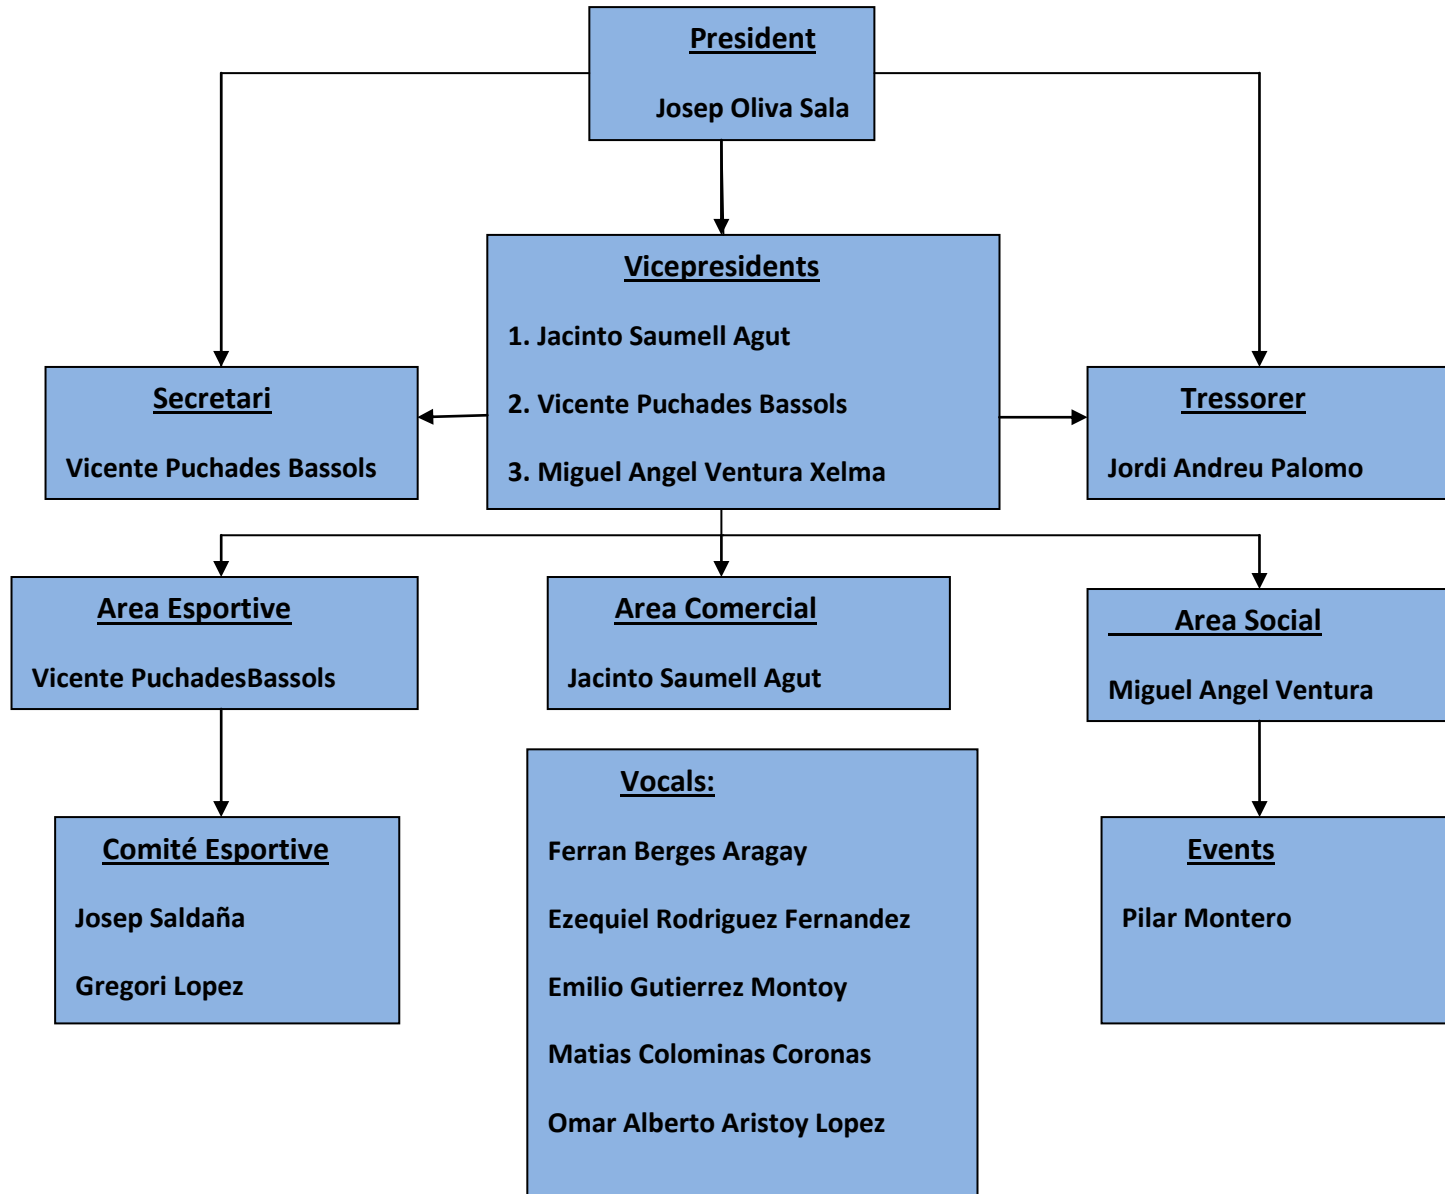 President
Josep Oliva Sala
Vicepresidents
1. Jacinto Saumell Agut
2. Vicente Puchades Bassols
3. Miguel Angel Ventura Xelma
Secretari
Vicente Puchades Bassols
Tressorer
Jordi Andreu Palomo
Area Esportive
Vicente PuchadesBassols
Area Comercial
Jacinto Saumell Agut
Area Social
Miguel Angel Ventura
Comité Esportive
Josep Saldaña
Gregori Lopez
Vocals:
Ferran Berges Aragay
Ezequiel Rodriguez Fernandez
Emilio Gutierrez Montoy
Matias Colominas Coronas
Omar Alberto Aristoy Lopez
Events
Pilar Montero